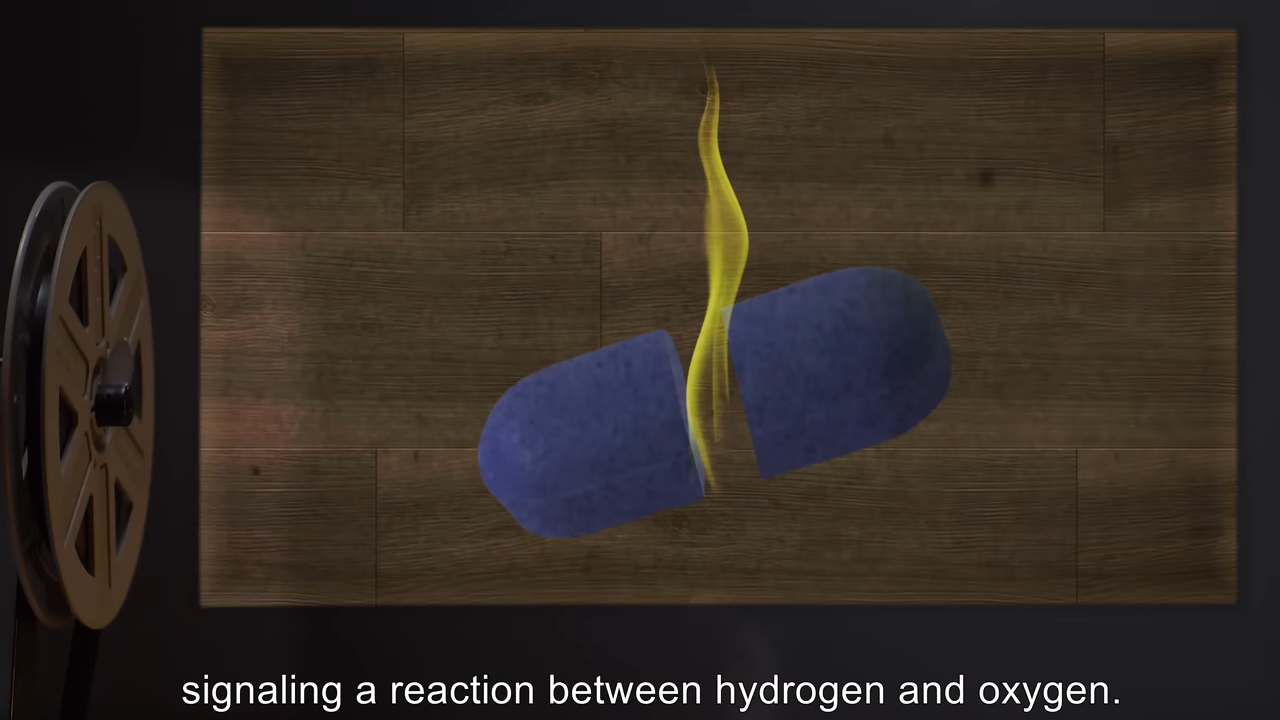 signaling a reaction between hydrogen and oxygen.